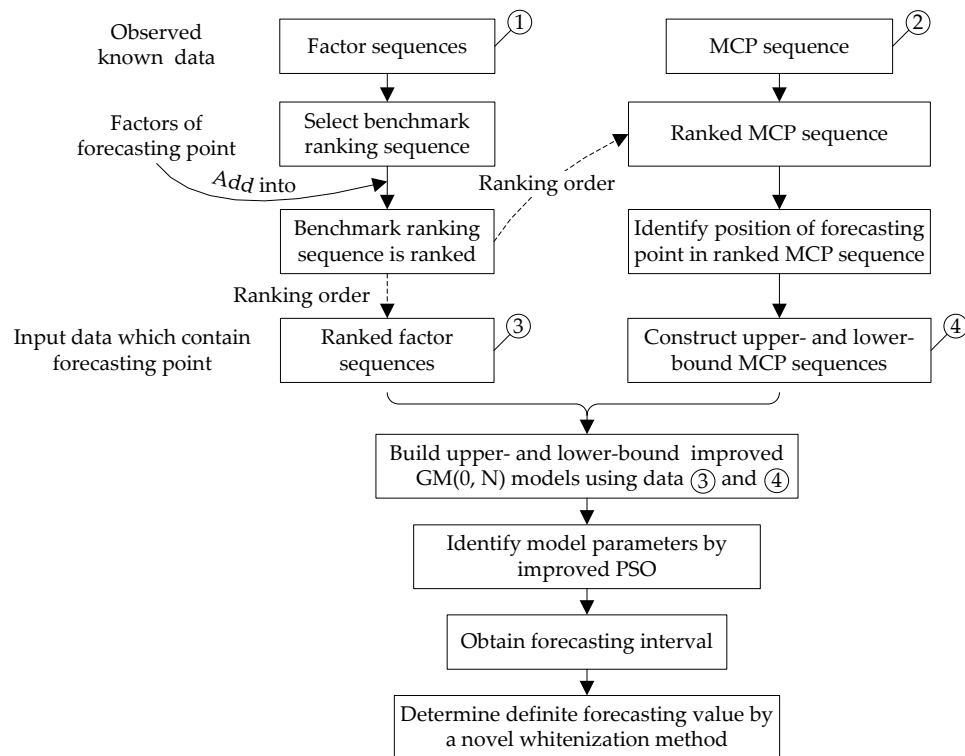 Observed
known data
Factor sequences
1
MCP sequence
2
Factors of
forecasting point
Add into
Select benchmark
ranking sequence
Ranked MCP sequence
Ranking order
Benchmark ranking
sequence is ranked
Identify position of forecasting
point in ranked MCP sequence
Ranking order
Input data which contain
forecasting point
Ranked factor
sequences
3
Construct upper- and lower-
bound MCP sequences
4
Build upper- and lower-bound improved
GM(0, N) models using data 3 and 4
Identify model parameters by
improved PSO
Obtain forecasting interval
Determine definite forecasting value by
a novel whitenization method